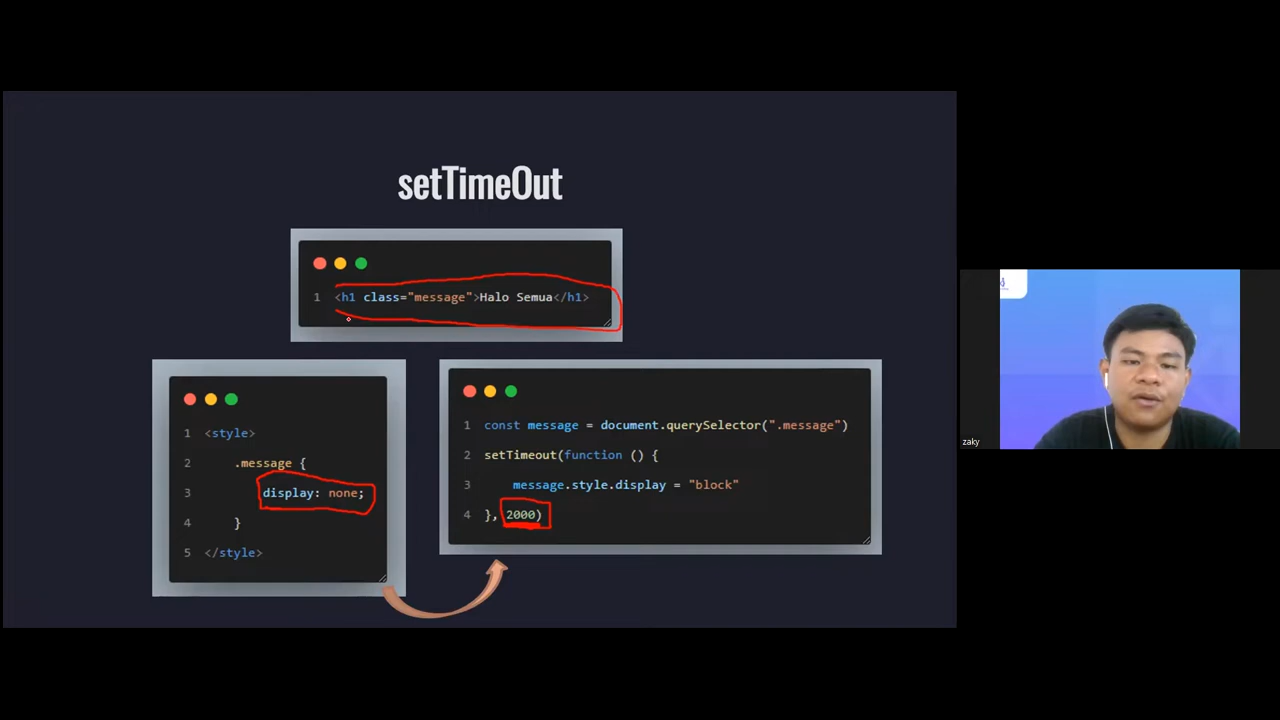 setTimeOut
1 <h1 class="message">Halo Semua</h1>
1 <style>
2 .message {
3 display: none;
4 }
5 </style>
1 const message = document.querySelector(".message")
2 setTimeout(function () {
3 message.style.display = "block"
4 }, 2000)
zaky